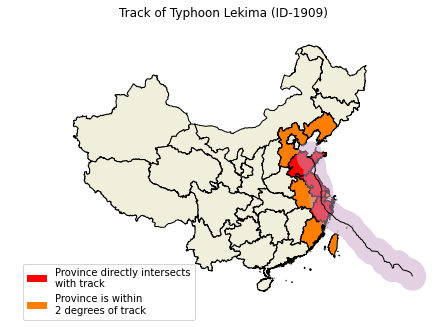 Track of Typhoon Lekima (ID-1909)
Province directly intersects
with track
Province is within
2 degrees of track